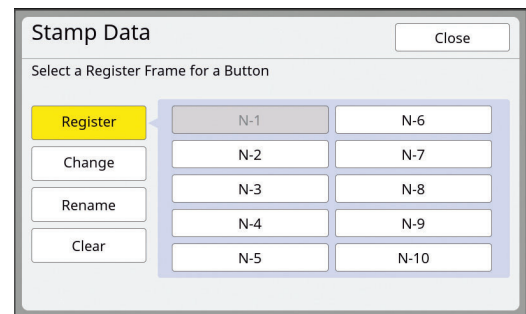 Stamp Data
Close
Select a Register Frame for a Button
Register
Change
Rename
Clear
N-1
N-2
N-3
N-4
N-5
N-6
N-7
N-8
N-9
N-10